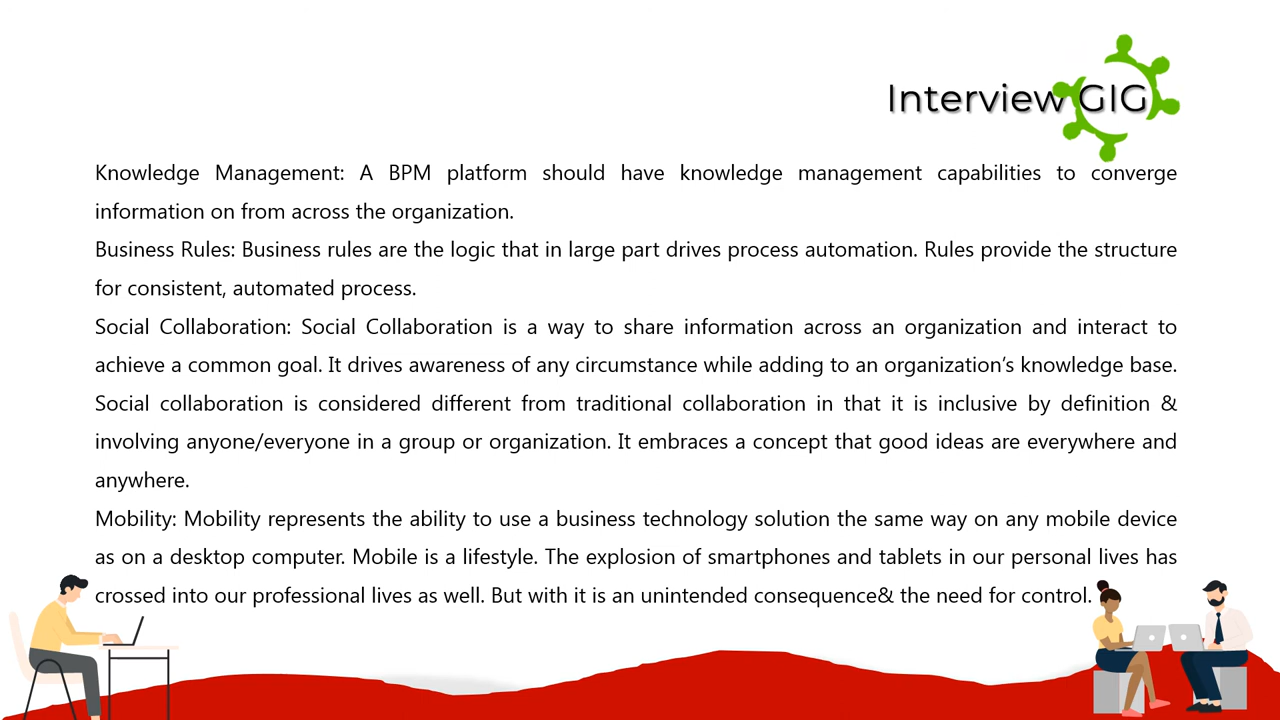 Interview GIG
Knowledge Management: A BPM platform should have knowledge management capabilities to converge
information on from across the organization.
Business Rules: Business rules are the logic that in large part drives process automation. Rules provide the structure
for consistent, automated process.
Social Collaboration: Social Collaboration is a way to share information across an organization and interact to
achieve a common goal. It drives awareness of any circumstance while adding to an organization’s knowledge base.
Social collaboration is considered different from traditional collaboration in that it is inclusive by definition &
involving anyone/everyone in a group or organization. It embraces a concept that good ideas are everywhere and
anywhere.
Mobility: Mobility represents the ability to use a business technology solution the same way on any mobile device
as on a desktop computer. Mobile is a lifestyle. The explosion of smartphones and tablets in our personal lives has
crossed into our professional lives as well. But with it is an unintended consequence& the need for control.